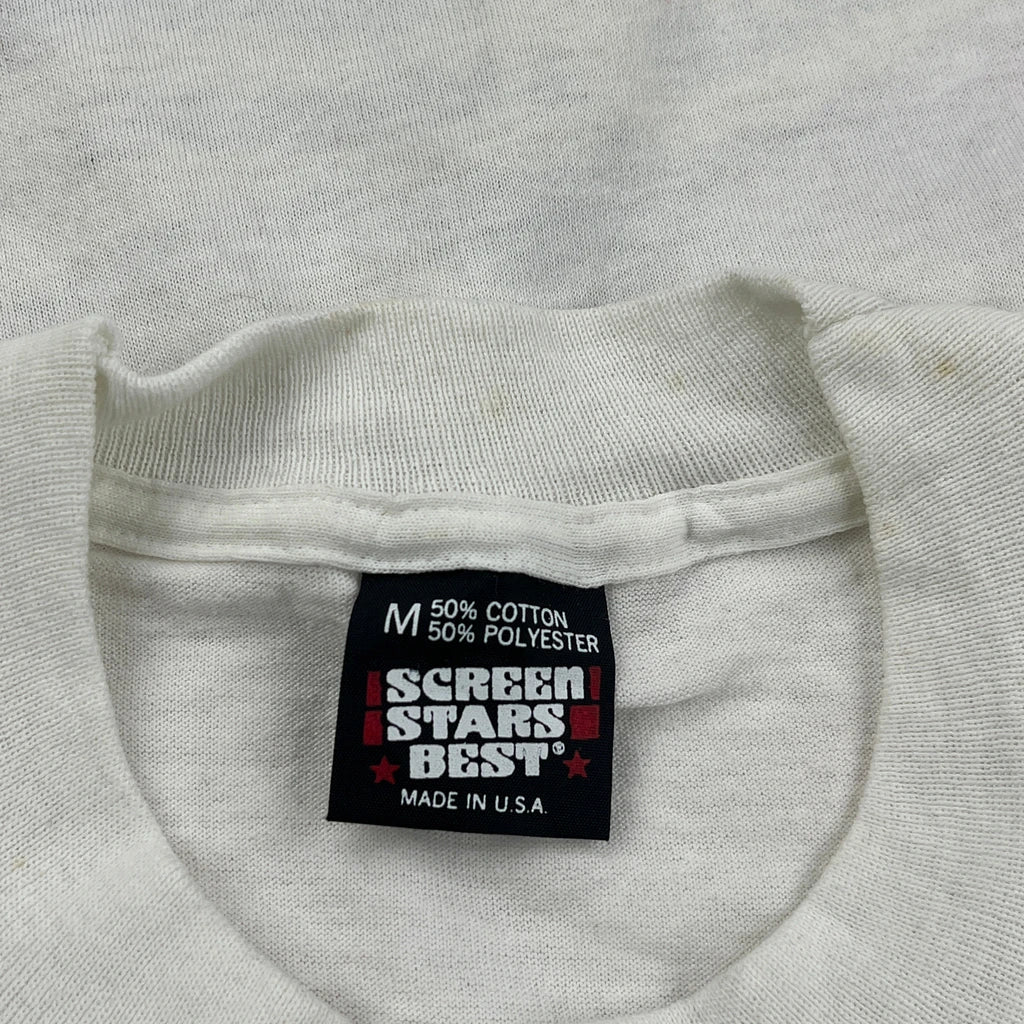 M 50% COTTON
50% POLYESTER
SCREEN
STARS
BEST®
MADE IN U.S.A.